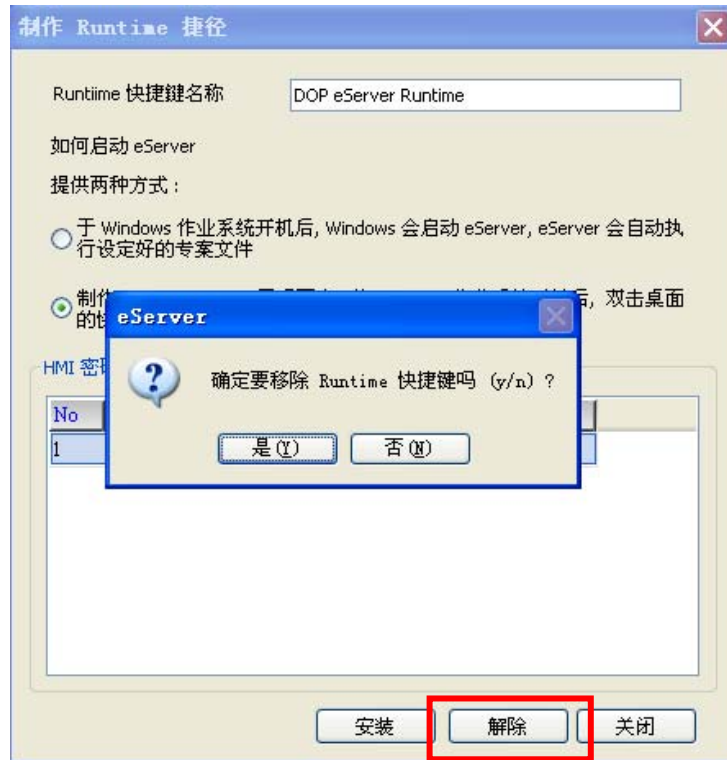 制作 Runtime 捷径
Runtiime 快捷鍵名称
DOP eServer Runtime
如何启动 eServer
提供两种方式：
于 Windows 作业系统开机后, Windows 会启动 eServer, eServer 会自动执
行设定好的专案文件
制作 后, 双击桌面
的快
eServer
HMI 密码
确定要移除 Runtime 快捷键吗 (y/n) ?
是(Y) 否(N)
No
1
安装 解除 关闭